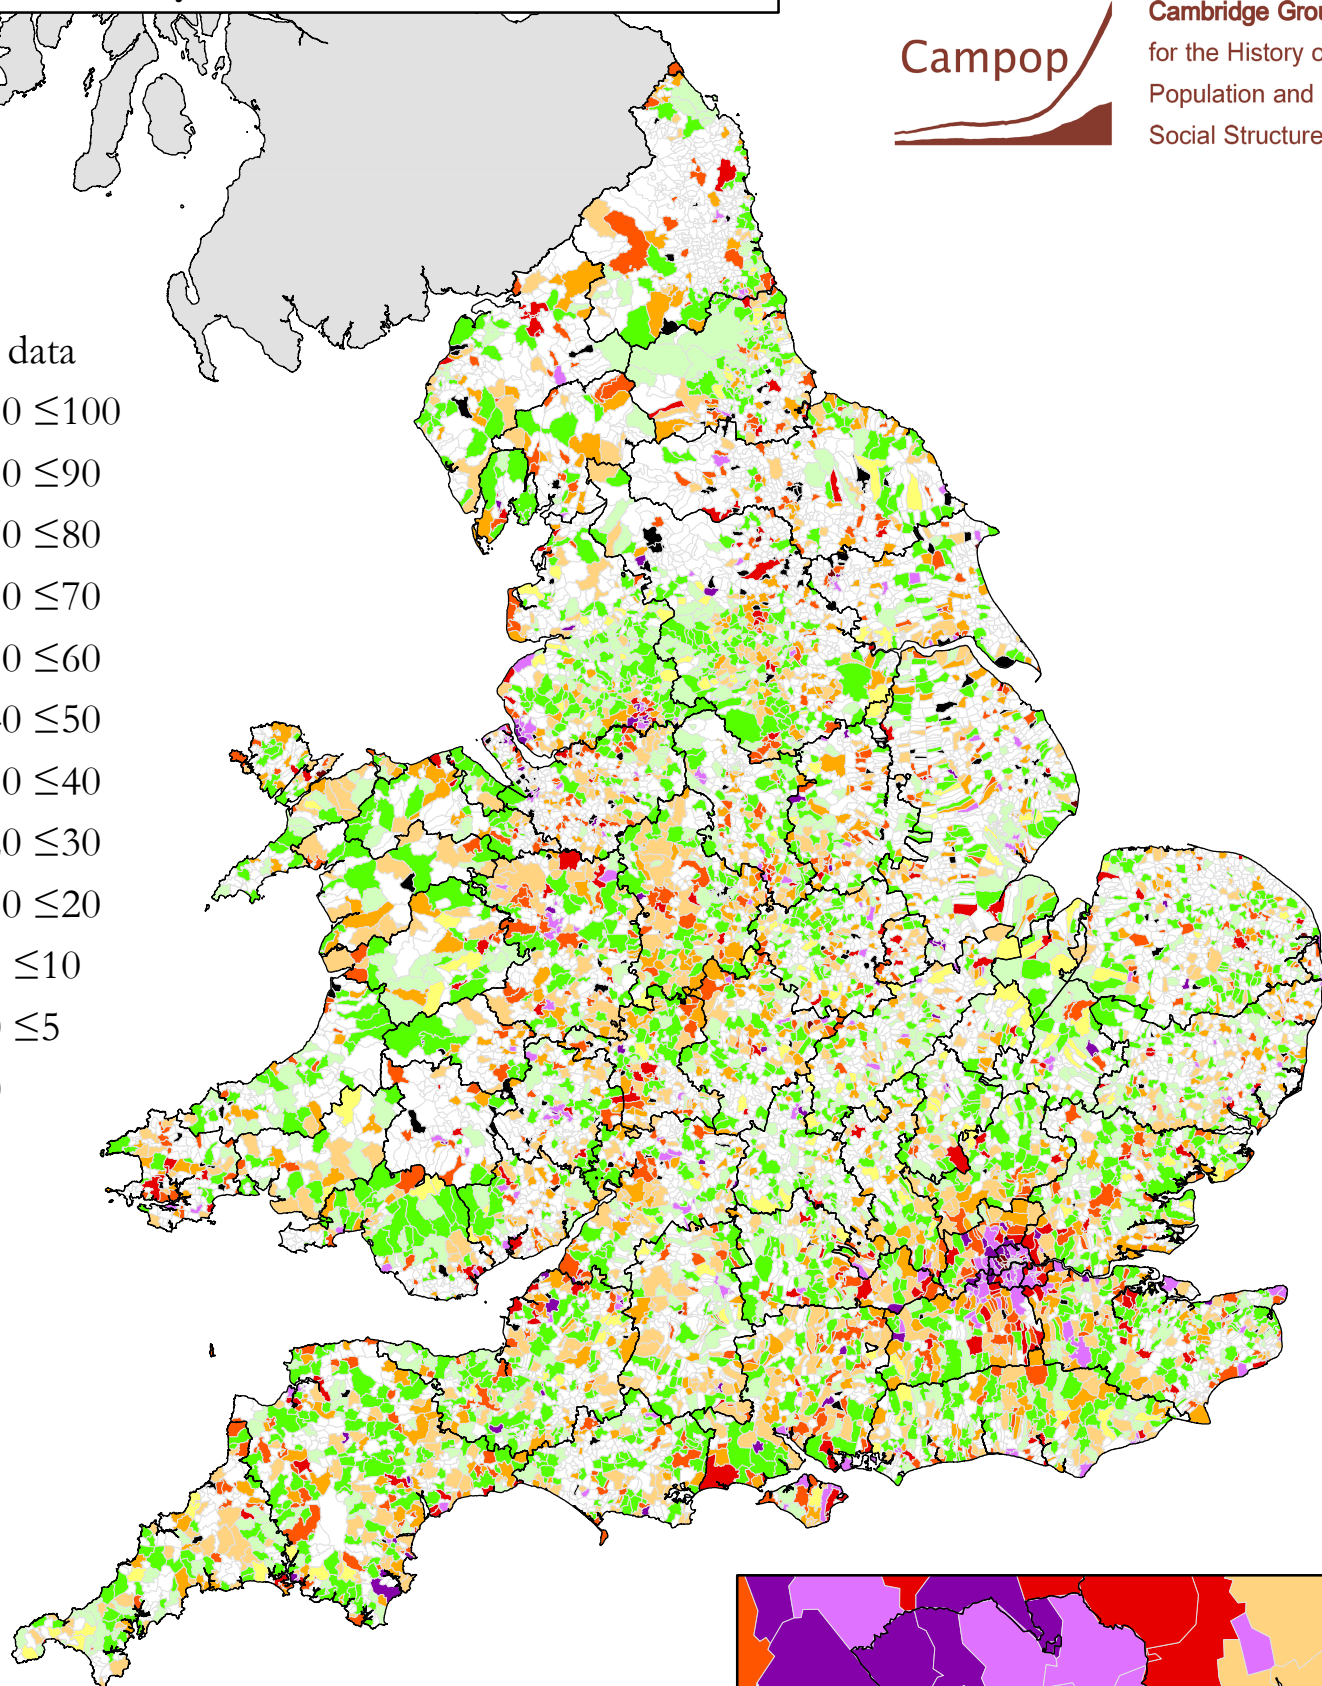 Campop
Cambridge Grou
for the History o
Population and
Social Structure
data
0 ≤100
0 ≤90
0 ≤80
0 ≤70
0 ≤60
0 ≤50
0 ≤40
0 ≤30
0 ≤20
≤10
≤5